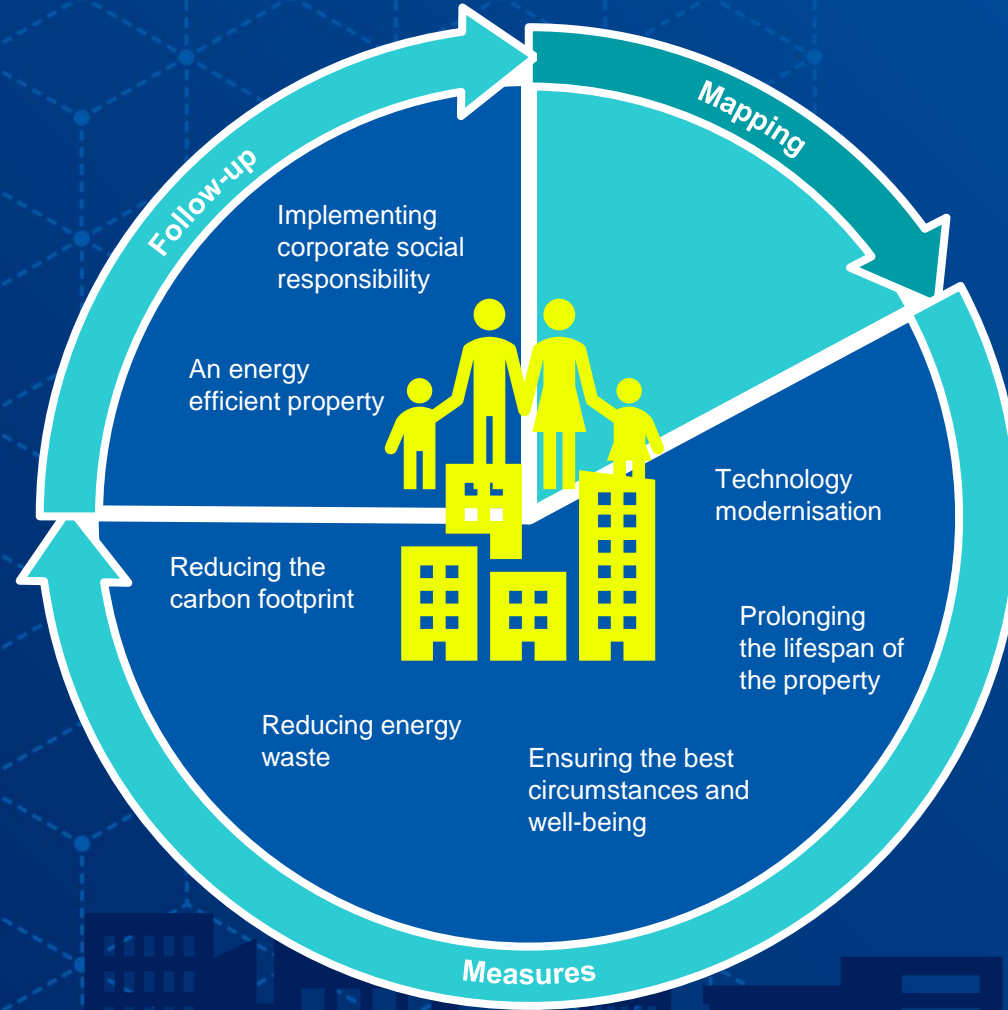 Mapping
Follow-up
Implementing
corporate social
responsibility
An energy
efficient property
Technology
modernisation
Reducing the
carbon footprint
Prolonging
the lifespan of
the property
Reducing energy
waste
Ensuring the best
circumstances and
well-being
Measures